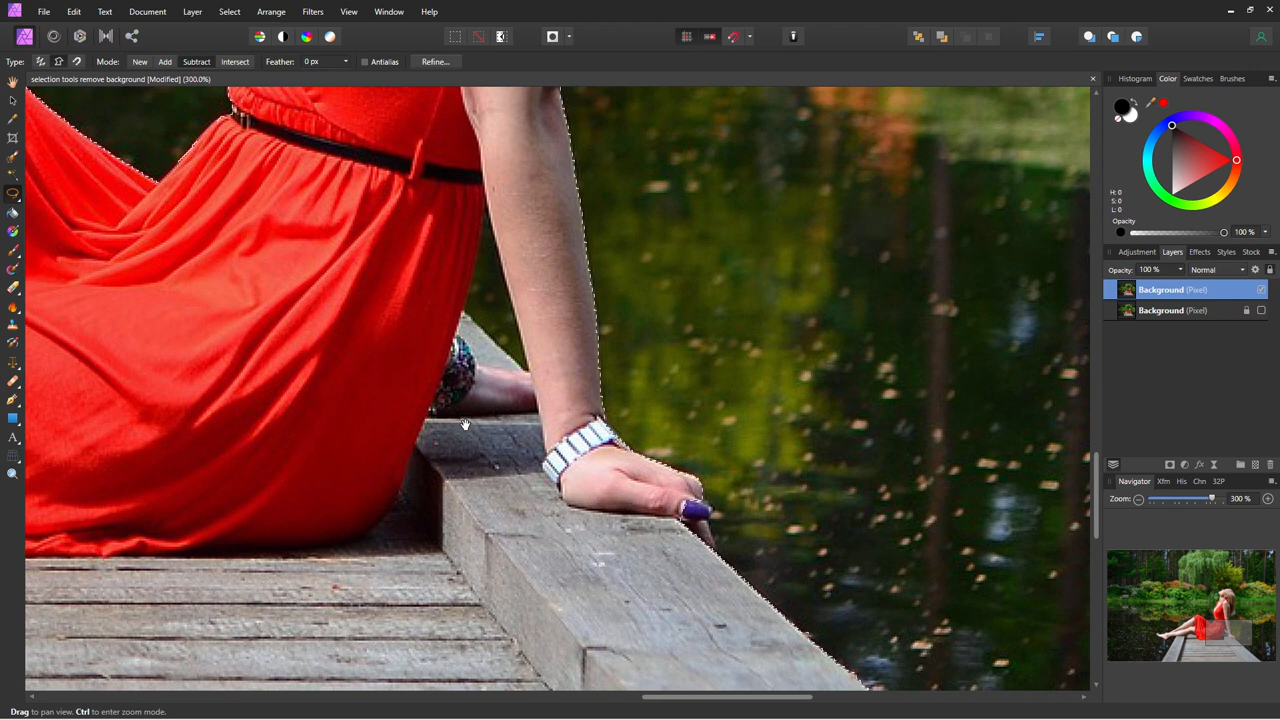 File Edit Text Document Layer Select Arrange Filters View Window Help
Type: Mode: New Add Subtract Intersect Feather: 0 px Antialias Refine...
selection tools remove background [Modified] (300.0%)
Histogram Color Swatches Brushes
H: 0
S: 0
L: 0
Opacity
100 %
Adjustment Layers Effects Styles Stock
Opacity: 100 % Normal
Background (Pixel)
Background (Pixel)
Navigator Xfm His Chn 32P
Zoom: 300 %
Drag to pan view. Ctrl to enter zoom mode.